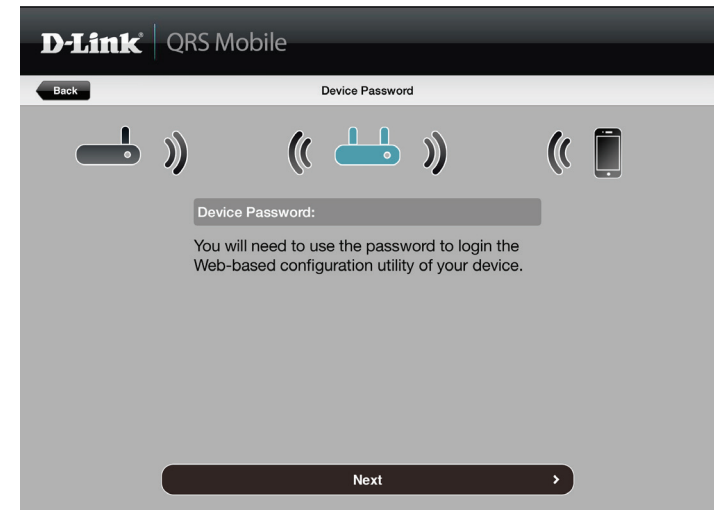 D-Link QRS Mobile
Back Device Password
Device Password:
You will need to use the password to login the
Web-based configuration utility of your device.
Next